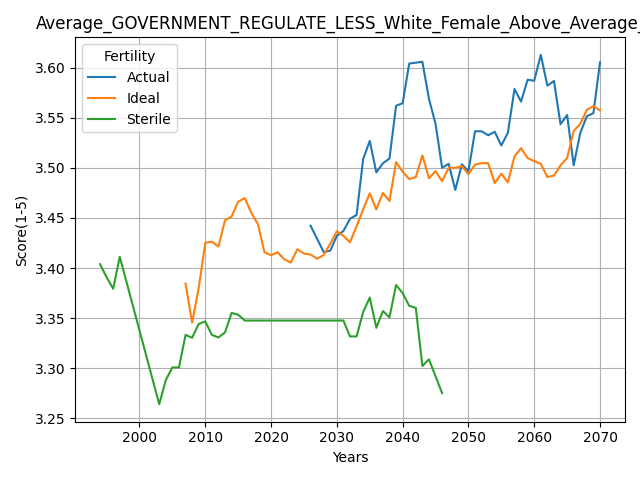 Average_GOVERNMENT_REGULATE_LESS_White_Female_Above_Average_
Fertility
Actual
Ideal
Sterile
3.60
3.55
3.50
3.45
3.40
3.35
3.30
3.25
Score(1-5)
2000 2010 2020 2030 2040 2050 2060 2070
Years